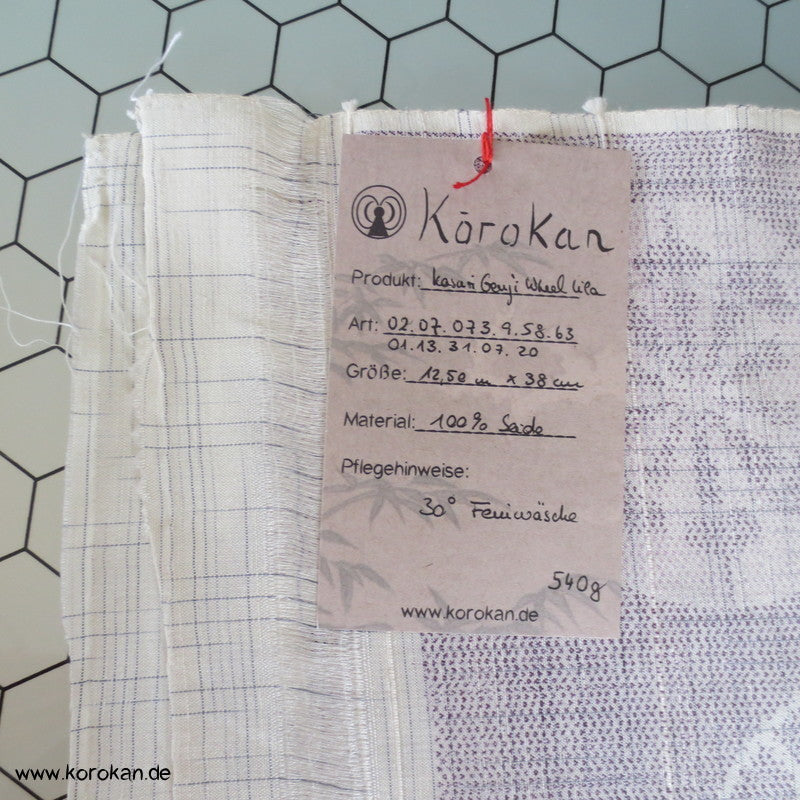 Kōrokan
Produkt: Kasuri Genji Wheel lila
Art: 02.07.073.9.58.63
01.13.31.07.20
Größe: 12,50 m x 38 cm
Material: 100% Seide
Pflegehinweise:
30° Feinwäsche
540g
www.korokan.de
www.korokan.de